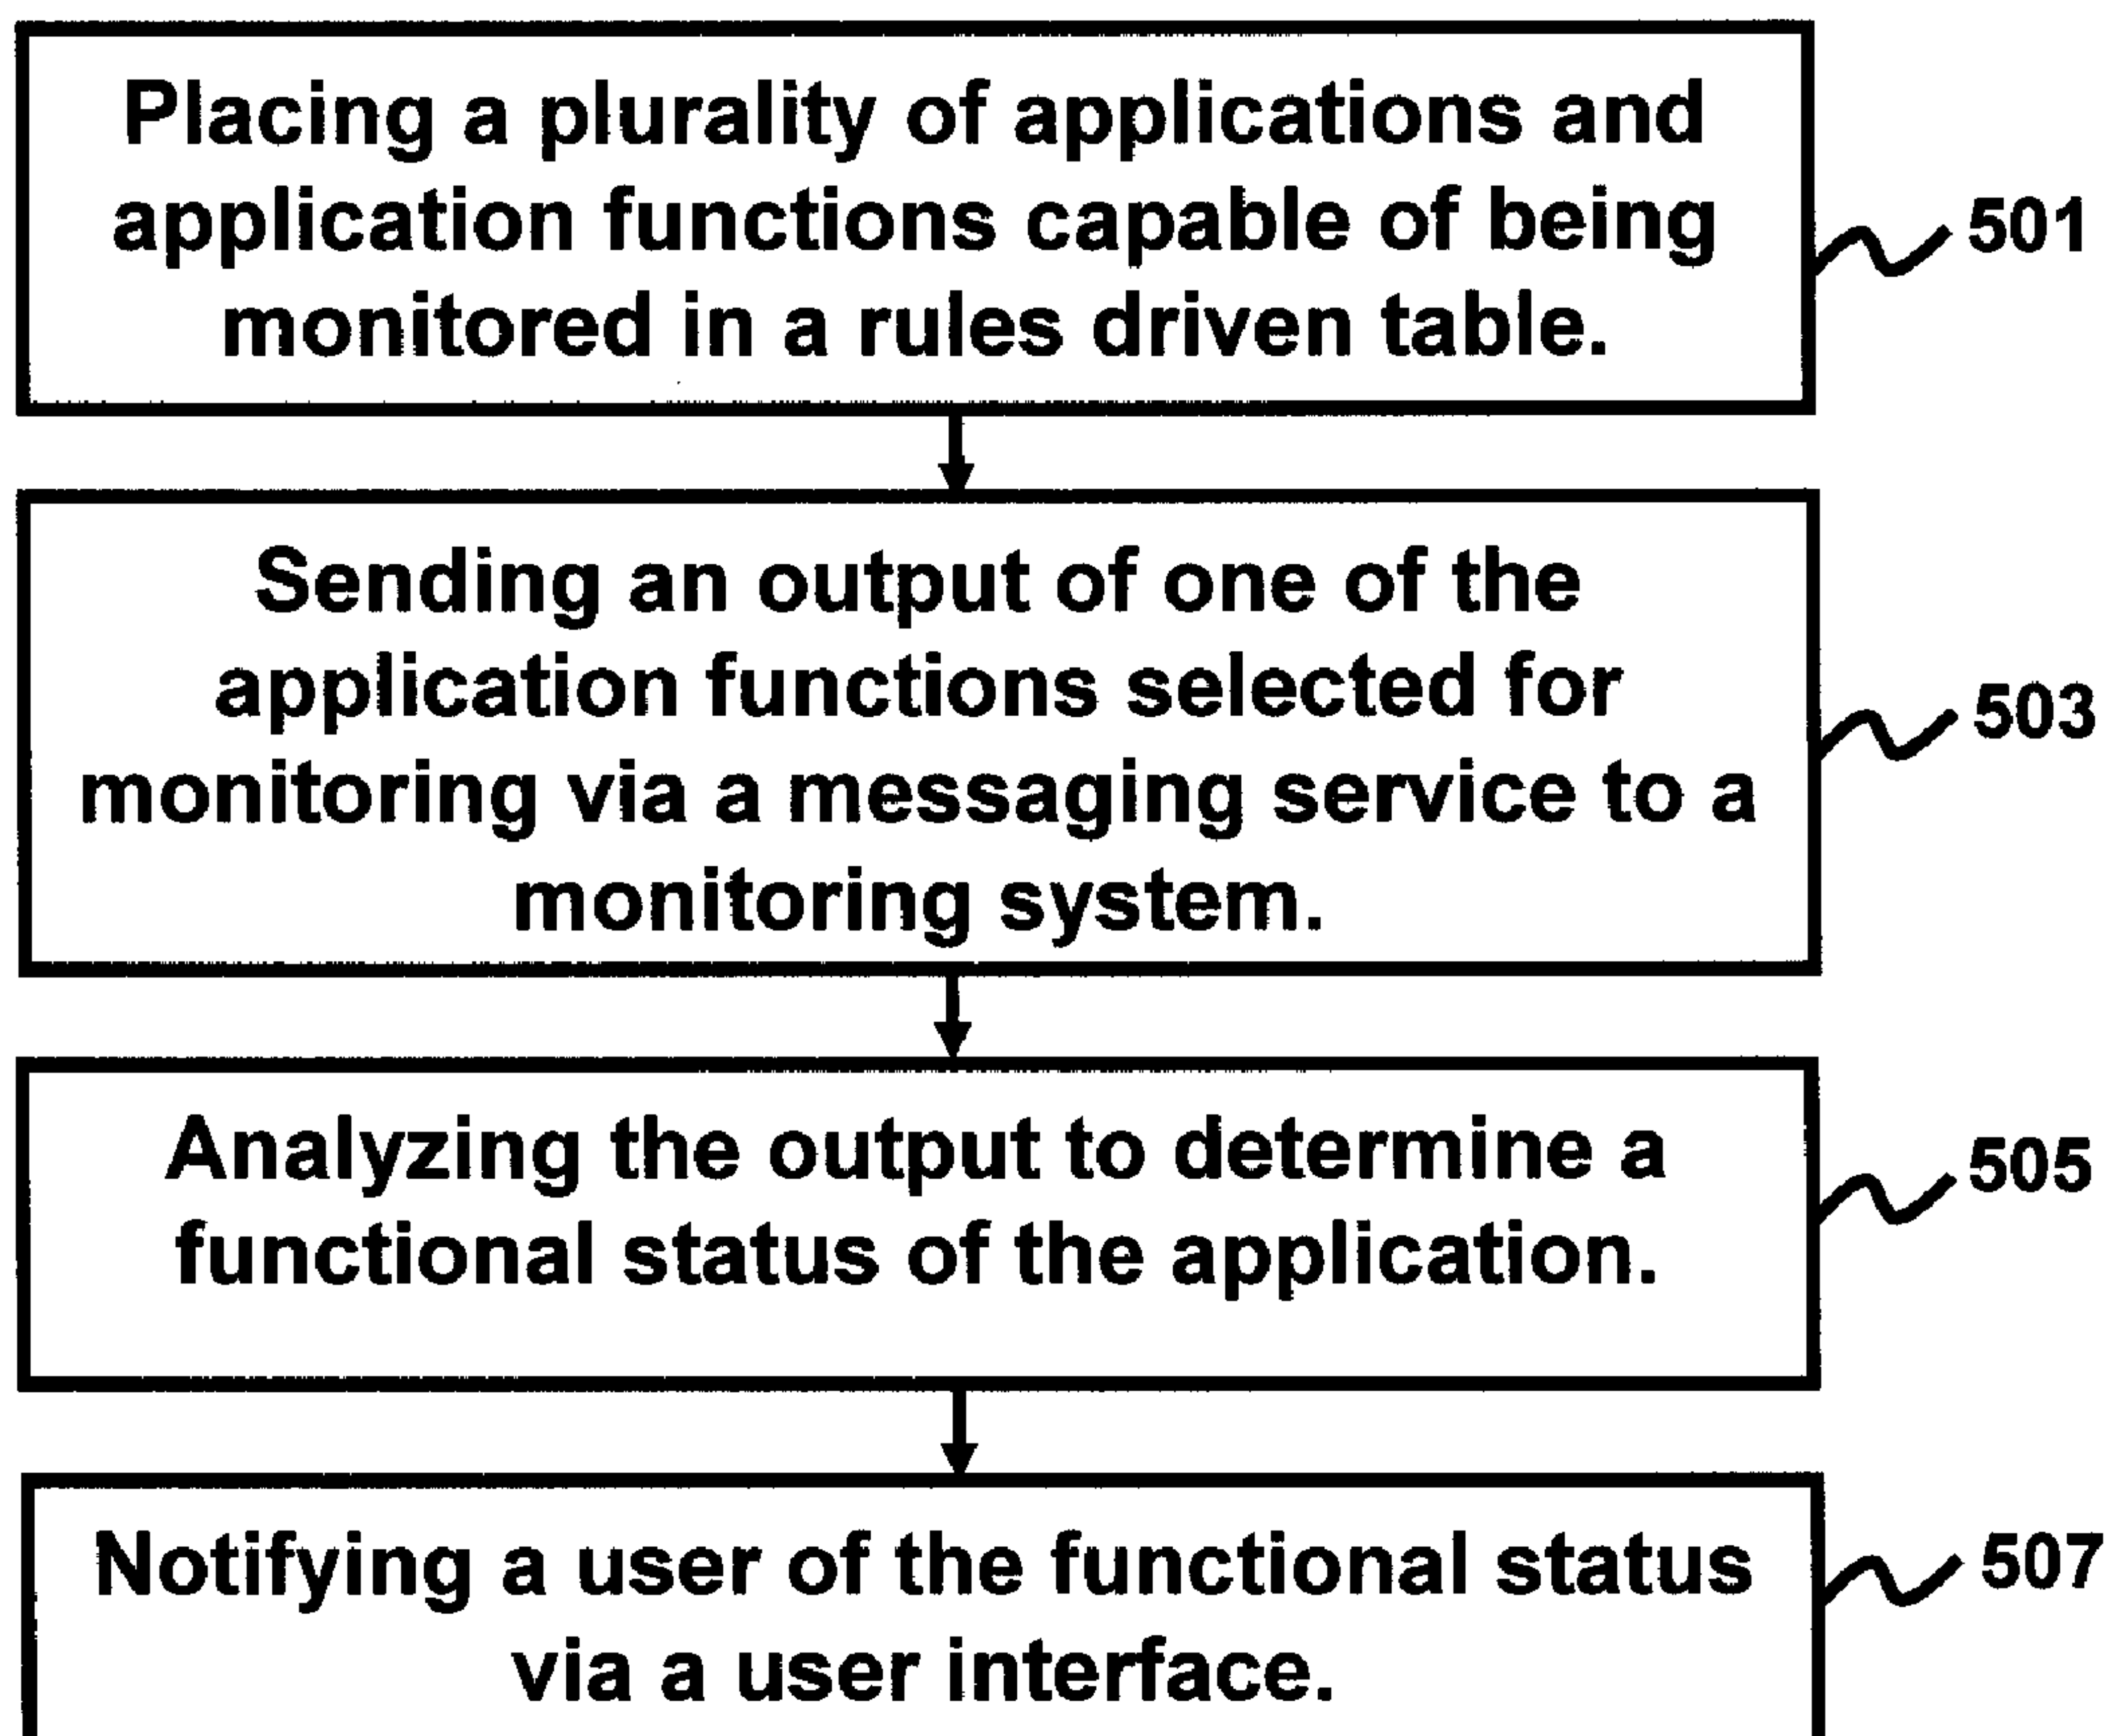 Placing a plurality of applications and
application functions capable of being
monitored in a rules driven table.
501
Sending an output of one of the
application functions selected for
monitoring via a messaging service to a
monitoring system.
503
Analyzing the output to determine a
functional status of the application.
505
Notifying a user of the functional status
via a user interface.
507